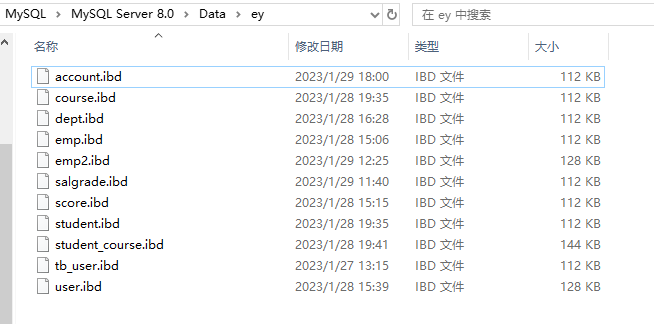 MySQL > MySQL Server 8.0 > Data > ey 在 ey 中搜索
名称 修改日期 类型 大小
account.ibd 2023/1/29 18:00 IBD 文件 112 KB
course.ibd 2023/1/28 19:35 IBD 文件 112 KB
dept.ibd 2023/1/28 16:28 IBD 文件 112 KB
emp.ibd 2023/1/28 15:06 IBD 文件 112 KB
emp2.ibd 2023/1/29 12:25 IBD 文件 128 KB
salgrade.ibd 2023/1/29 11:40 IBD 文件 112 KB
score.ibd 2023/1/28 15:15 IBD 文件 112 KB
student.ibd 2023/1/28 19:35 IBD 文件 112 KB
student_course.ibd 2023/1/28 19:41 IBD 文件 144 KB
tb_user.ibd 2023/1/27 13:15 IBD 文件 112 KB
user.ibd 2023/1/28 15:39 IBD 文件 128 KB